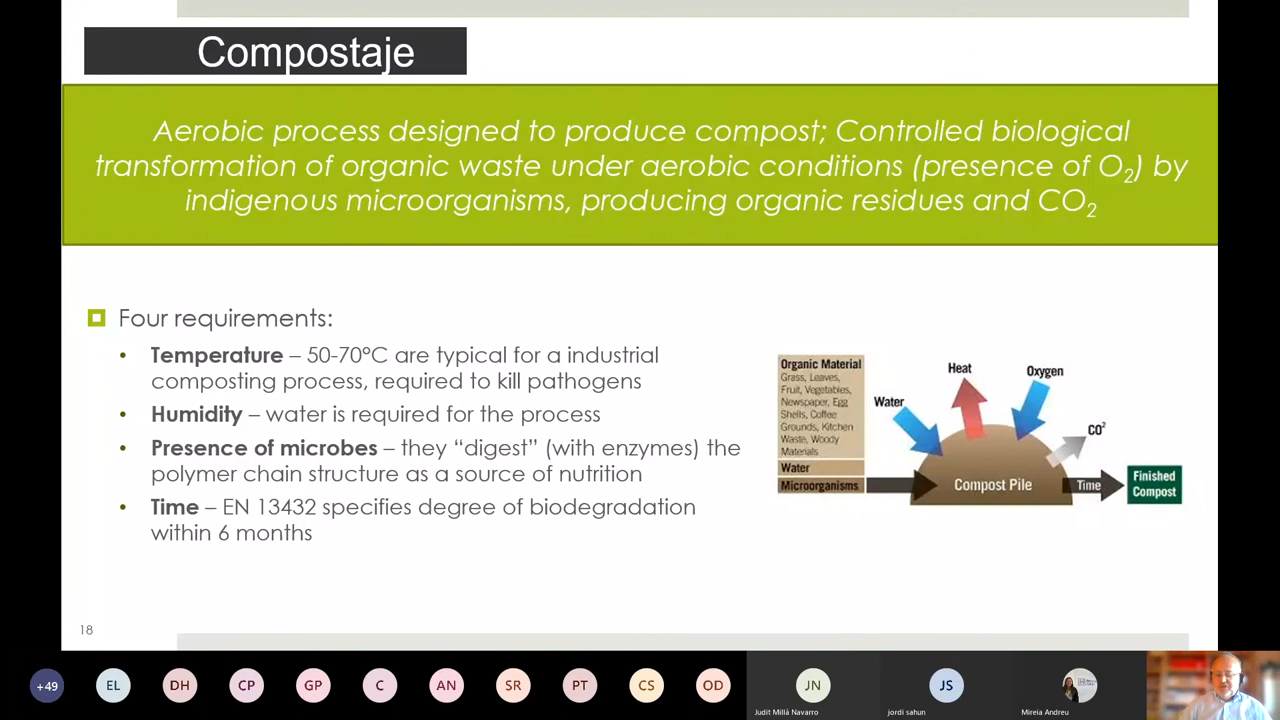 Compostaje
Aerobic process designed to produce compost; Controlled biological
transformation of organic waste under aerobic conditions (presence of O2) by
indigenous microorganisms, producing organic residues and CO2
Four requirements:
• Temperature – 50-70°C are typical for a industrial
composting process, required to kill pathogens
• Humidity – water is required for the process
• Presence of microbes – they “digest” (with enzymes) the
polymer chain structure as a source of nutrition
• Time – EN 13432 specifies degree of biodegradation
within 6 months
Organic Material
Grass, Leaves,
Fruit, Vegetables,
Newspaper, Egg
Shells, Coffee
Grounds, Kitchen
Waste, Woody
Materials
Water
Microorganisms
Water
Heat
Oxygen
CO2
Compost Pile
Time
Finished
Compost
18
+49
EL
DH
CP
GP
C
AN
SR
PT
CS
OD
JN
Judit Millà Navarro
JS
jordi sahun
Mireia Andreu